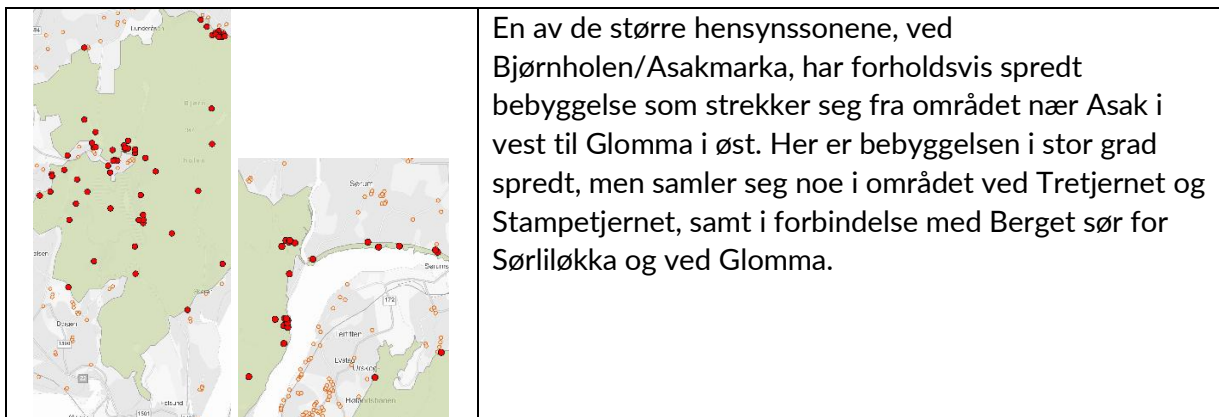 En av de større hensynssonene, ved
Bjørnholen/Asakmarka, har forholdsvis spredt
bebyggelse som strekker seg fra området nær Asak i
vest til Glomma i øst. Her er bebyggelsen i stor grad
spredt, men samler seg noe i området ved Tretjernet og
Stampetjernet, samt i forbindelse med Berget sør for
Sørliløkka og ved Glomma.
Sørum
172